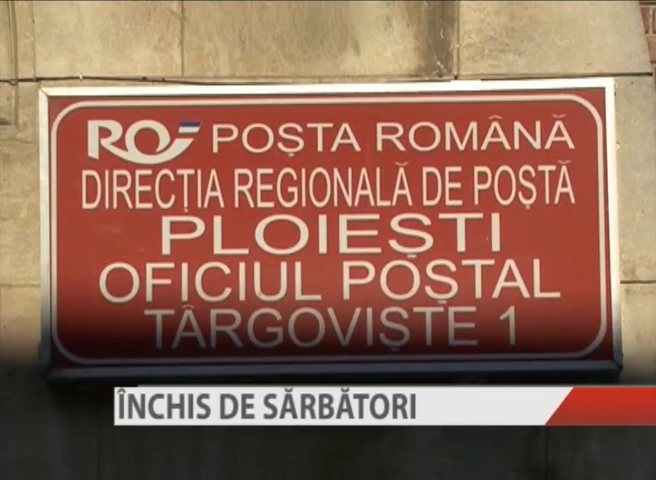 RO POȘTA ROMÂNĂ
DIRECȚIA REGIONALĂ DE POȘTĂ
PLOIEȘTI
OFICIUL POȘTAL
TÂRGOVIȘTE 1
ÎNCHIS DE SĂRBĂTORI